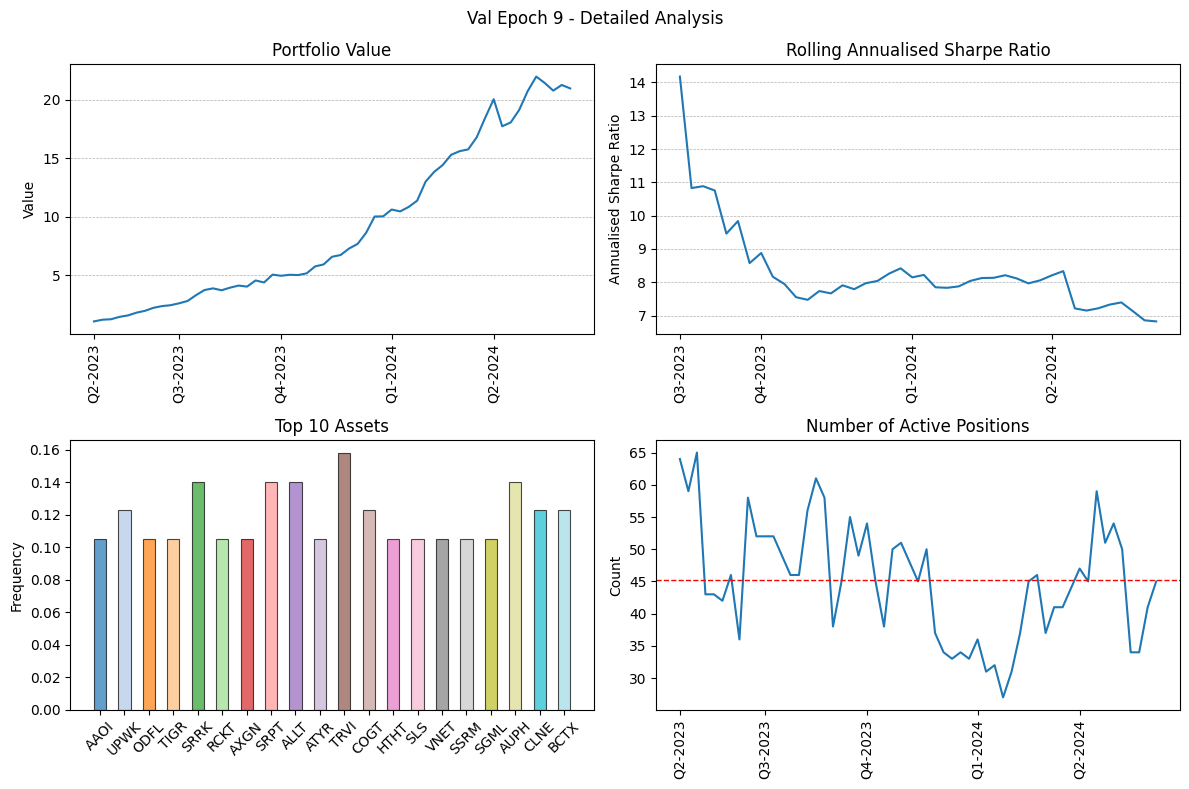 Val Epoch 9 - Detailed Analysis
Portfolio Value
Value
20
15
10
5
Q2-2023
Q3-2023
Q4-2023
Q1-2024
Q2-2024
Rolling Annualised Sharpe Ratio
Annualised Sharpe Ratio
14
13
12
11
10
9
8
7
Q3-2023
Q4-2023
Q1-2024
Q2-2024
Top 10 Assets
Frequency
0.16
0.14
0.12
0.10
0.08
0.06
0.04
0.02
0.00
AAOI
UPWK
ODFL
TIGR
SRRK
RCKT
AXGN
SRPT
ALLT
ATYR
TRVI
COGT
HTHT
SLS
VNET
SSRM
SGML
AUPH
CLNE
BCTX
Number of Active Positions
Count
65
60
55
50
45
40
35
30
Q2-2023
Q3-2023
Q4-2023
Q1-2024
Q2-2024